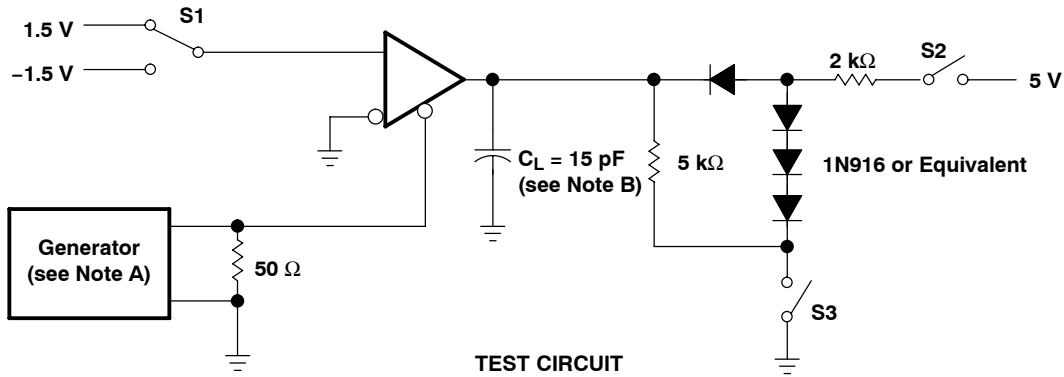 S1
1.5 V
−1.5 V
S2
2 kΩ
5 V
CL = 15 pF
(see Note B)
5 kΩ
1N916 or Equivalent
Generator
(see Note A)
50 Ω
S3
TEST CIRCUIT